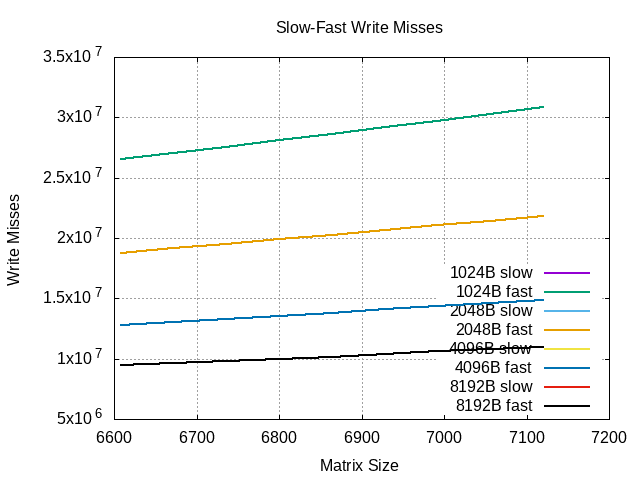 Slow-Fast Write Misses
3.5x10^7
3x10^7
2.5x10^7
2x10^7
1.5x10^7
1x10^7
5x10^6
Write Misses
1024B slow
1024B fast
2048B slow
2048B fast
4096B slow
4096B fast
8192B slow
8192B fast
6600 6700 6800 6900 7000 7100 7200
Matrix Size